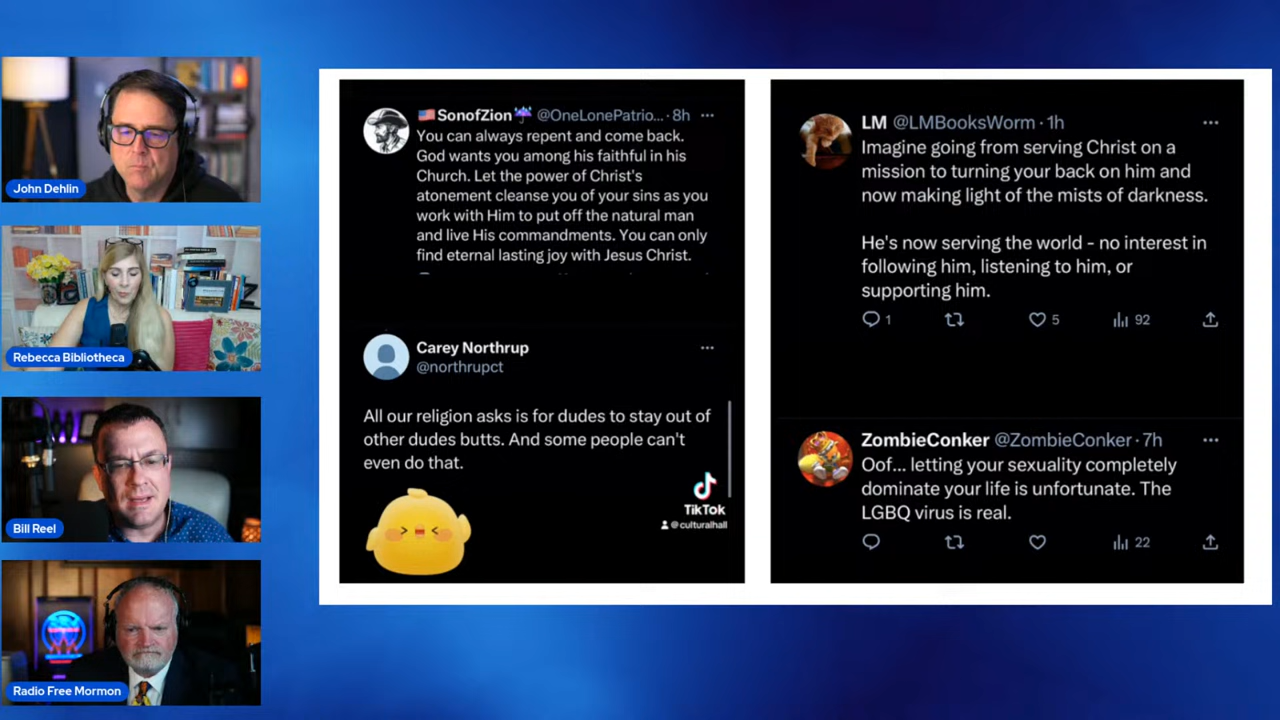 John Dehlin
Rebecca Bibliotheca
Bill Reel
Radio Free Mormon
SonofZion @OneLonePatrio... · 8h
You can always repent and come back.
God wants you among his faithful in his
Church. Let the power of Christ's
atonement cleanse you of your sins as you
work with Him to put off the natural man
and live His commandments. You can only
find eternal lasting joy with Jesus Christ.
Carey Northrup
@northrupct
All our religion asks is for dudes to stay out of
other dudes butts. And some people can't
even do that.
TikTok
@culturalhall
LM @LMBooksWorm · 1h
Imagine going from serving Christ on a
mission to turning your back on him and
now making light of the mists of darkness.
He's now serving the world - no interest in
following him, listening to him, or
supporting him.
1 5 92
ZombieConker @ZombieConker · 7h
Oof... letting your sexuality completely
dominate your life is unfortunate. The
LGBQ virus is real.
22